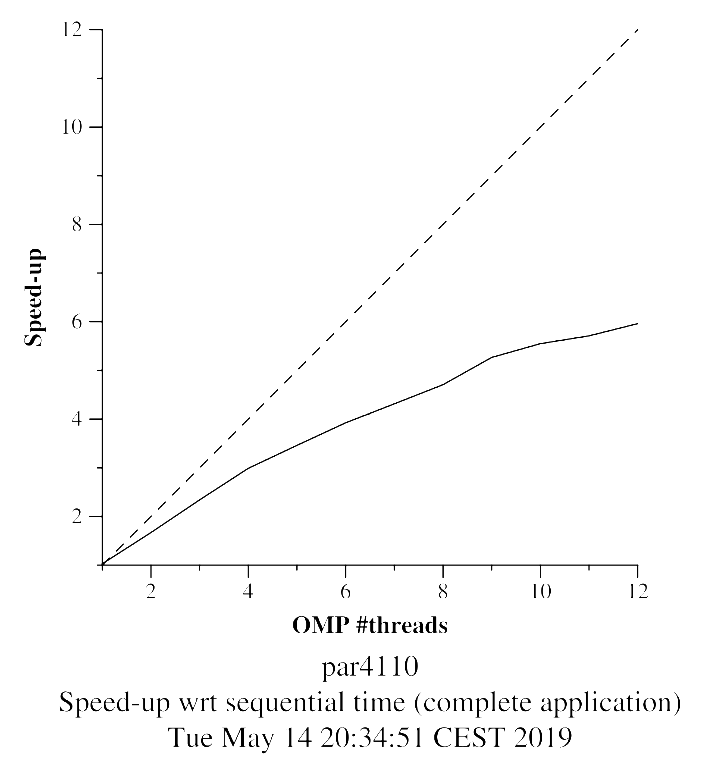 12
10
8
6
4
2
Speed-up
2 4 6 8 10 12
OMP #threads
par4110
Speed-up wrt sequential time (complete application)
Tue May 14 20:34:51 CEST 2019